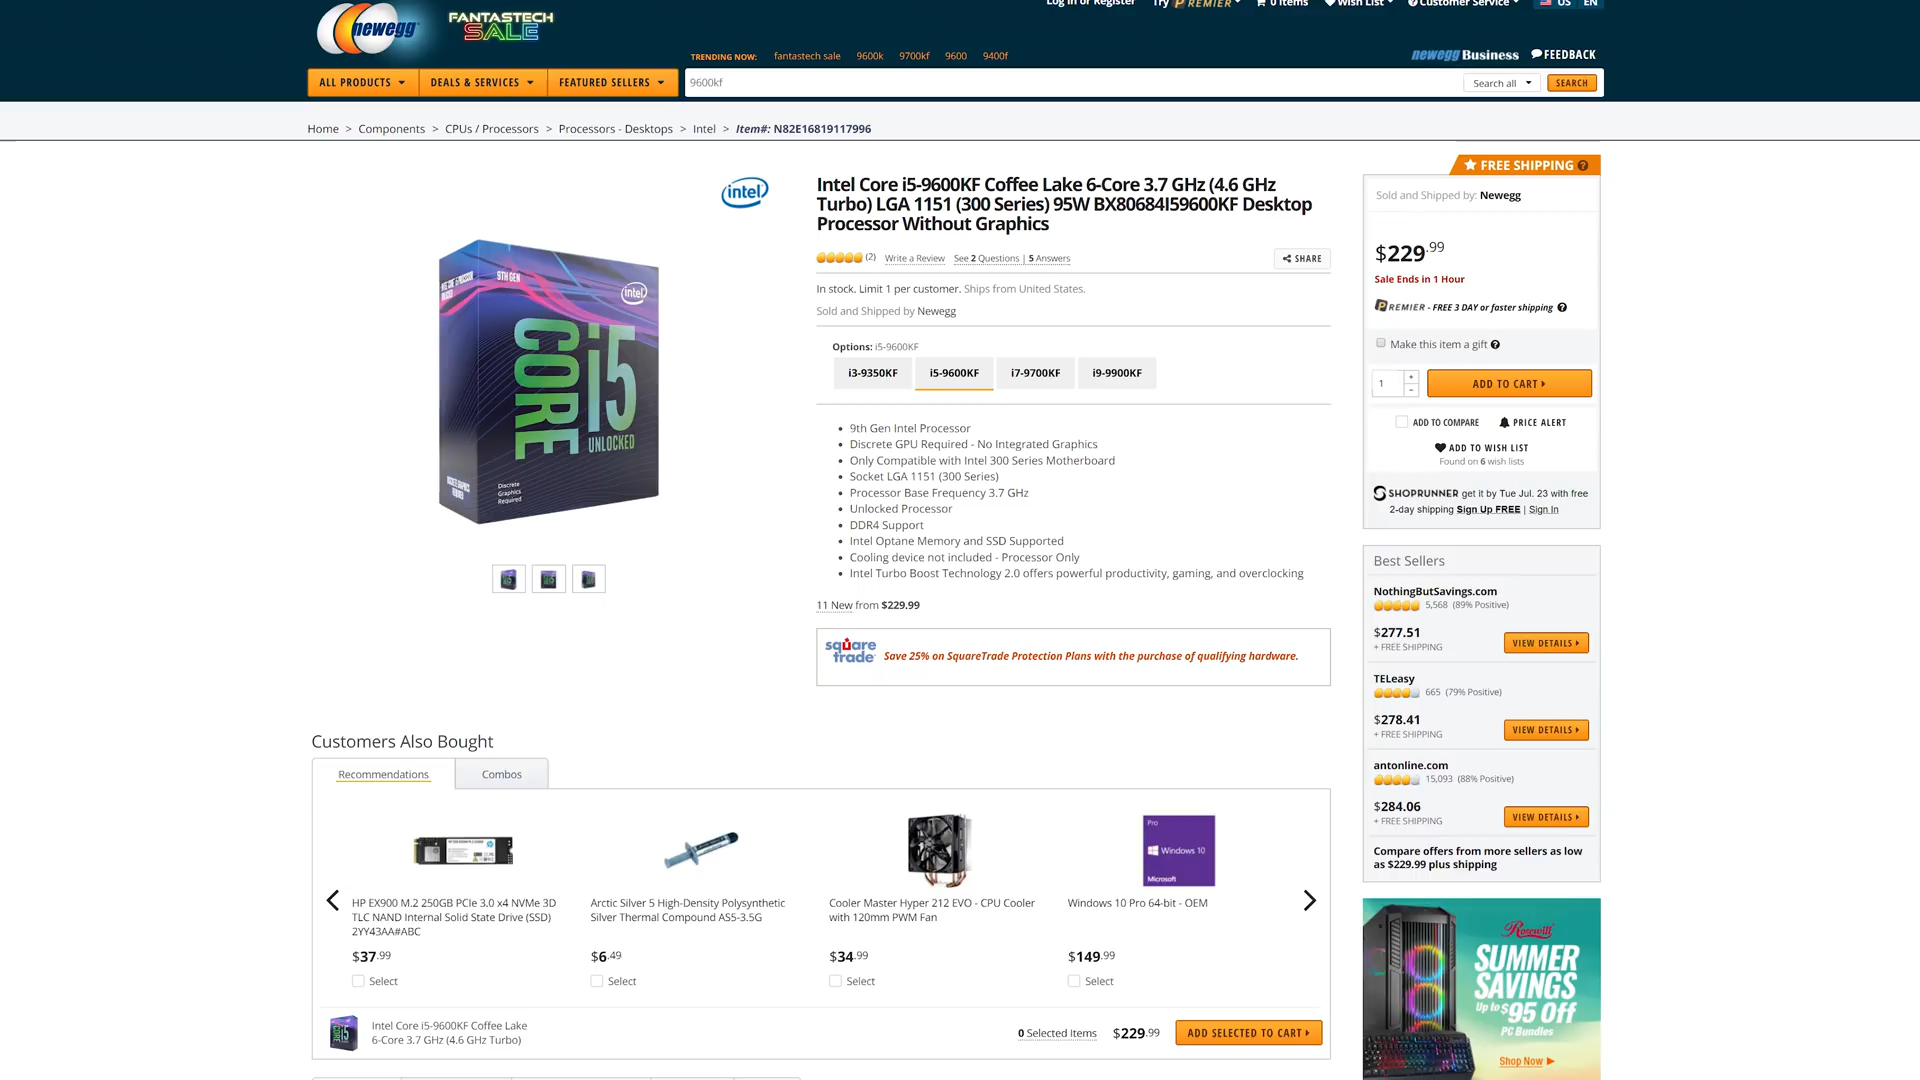 newegg
FANTASTECH
SALE
Log in or Register
Try PREMIER
0 Items
Wish List
Customer Service
US
EN
TRENDING NOW:
fantastech sale
9600k
9700kf
9600
9400f
newegg Business
FEEDBACK
ALL PRODUCTS
DEALS & SERVICES
FEATURED SELLERS
9600kf
Search all
SEARCH
Home > Components > CPUs / Processors > Processors - Desktops > Intel > Item#: N82E16819117996
intel
9TH GEN
intel
CORE i5
UNLOCKED
Discrete
Graphics
Required
Intel Core i5-9600KF Coffee Lake 6-Core 3.7 GHz (4.6 GHz
Turbo) LGA 1151 (300 Series) 95W BX80684I59600KF Desktop
Processor Without Graphics
(2)
Write a Review
See 2 Questions | 5 Answers
SHARE
In stock. Limit 1 per customer. Ships from United States.
Sold and Shipped by Newegg
Options: i5-9600KF
i3-9350KF
i5-9600KF
i7-9700KF
i9-9900KF
• 9th Gen Intel Processor
• Discrete GPU Required - No Integrated Graphics
• Only Compatible with Intel 300 Series Motherboard
• Socket LGA 1151 (300 Series)
• Processor Base Frequency 3.7 GHz
• Unlocked Processor
• DDR4 Support
• Intel Optane Memory and SSD Supported
• Cooling device not included - Processor Only
• Intel Turbo Boost Technology 2.0 offers powerful productivity, gaming, and overclocking
11 New from $229.99
square
trade
Save 25% on SquareTrade Protection Plans with the purchase of qualifying hardware.
FREE SHIPPING
Sold and Shipped by: Newegg
$229.99
Sale Ends in 1 Hour
PREMIER - FREE 3 DAY or faster shipping
Make this item a gift
1
+
-
ADD TO CART
ADD TO COMPARE
PRICE ALERT
ADD TO WISH LIST
Found on 6 wish lists
SHOPRUNNER get it by Tue Jul. 23 with free
2-day shipping Sign Up FREE | Sign In
Best Sellers
NothingButSavings.com
5,568 (89% Positive)
$277.51
+ FREE SHIPPING
VIEW DETAILS
TELeasy
665 (79% Positive)
$278.41
+ FREE SHIPPING
VIEW DETAILS
antonline.com
15,093 (88% Positive)
$284.06
+ FREE SHIPPING
VIEW DETAILS
Compare offers from more sellers as low
as $229.99 plus shipping
Customers Also Bought
Recommendations
Combos
Pro
Windows 10
Microsoft
HP EX900 M.2 250GB PCIe 3.0 x4 NVMe 3D
TLC NAND Internal Solid State Drive (SSD)
2YY43AA#ABC
$37.99
Select
Arctic Silver 5 High-Density Polysynthetic
Silver Thermal Compound AS5-3.5G
$6.49
Select
Cooler Master Hyper 212 EVO - CPU Cooler
with 120mm PWM Fan
$34.99
Select
Windows 10 Pro 64-bit - OEM
$149.99
Select
Intel Core i5-9600KF Coffee Lake
6-Core 3.7 GHz (4.6 GHz Turbo)
0 Selected Items
$229.99
ADD SELECTED TO CART
Rosewill
SUMMER
SAVINGS
Up to $95 Off
PC Bundles
Shop Now